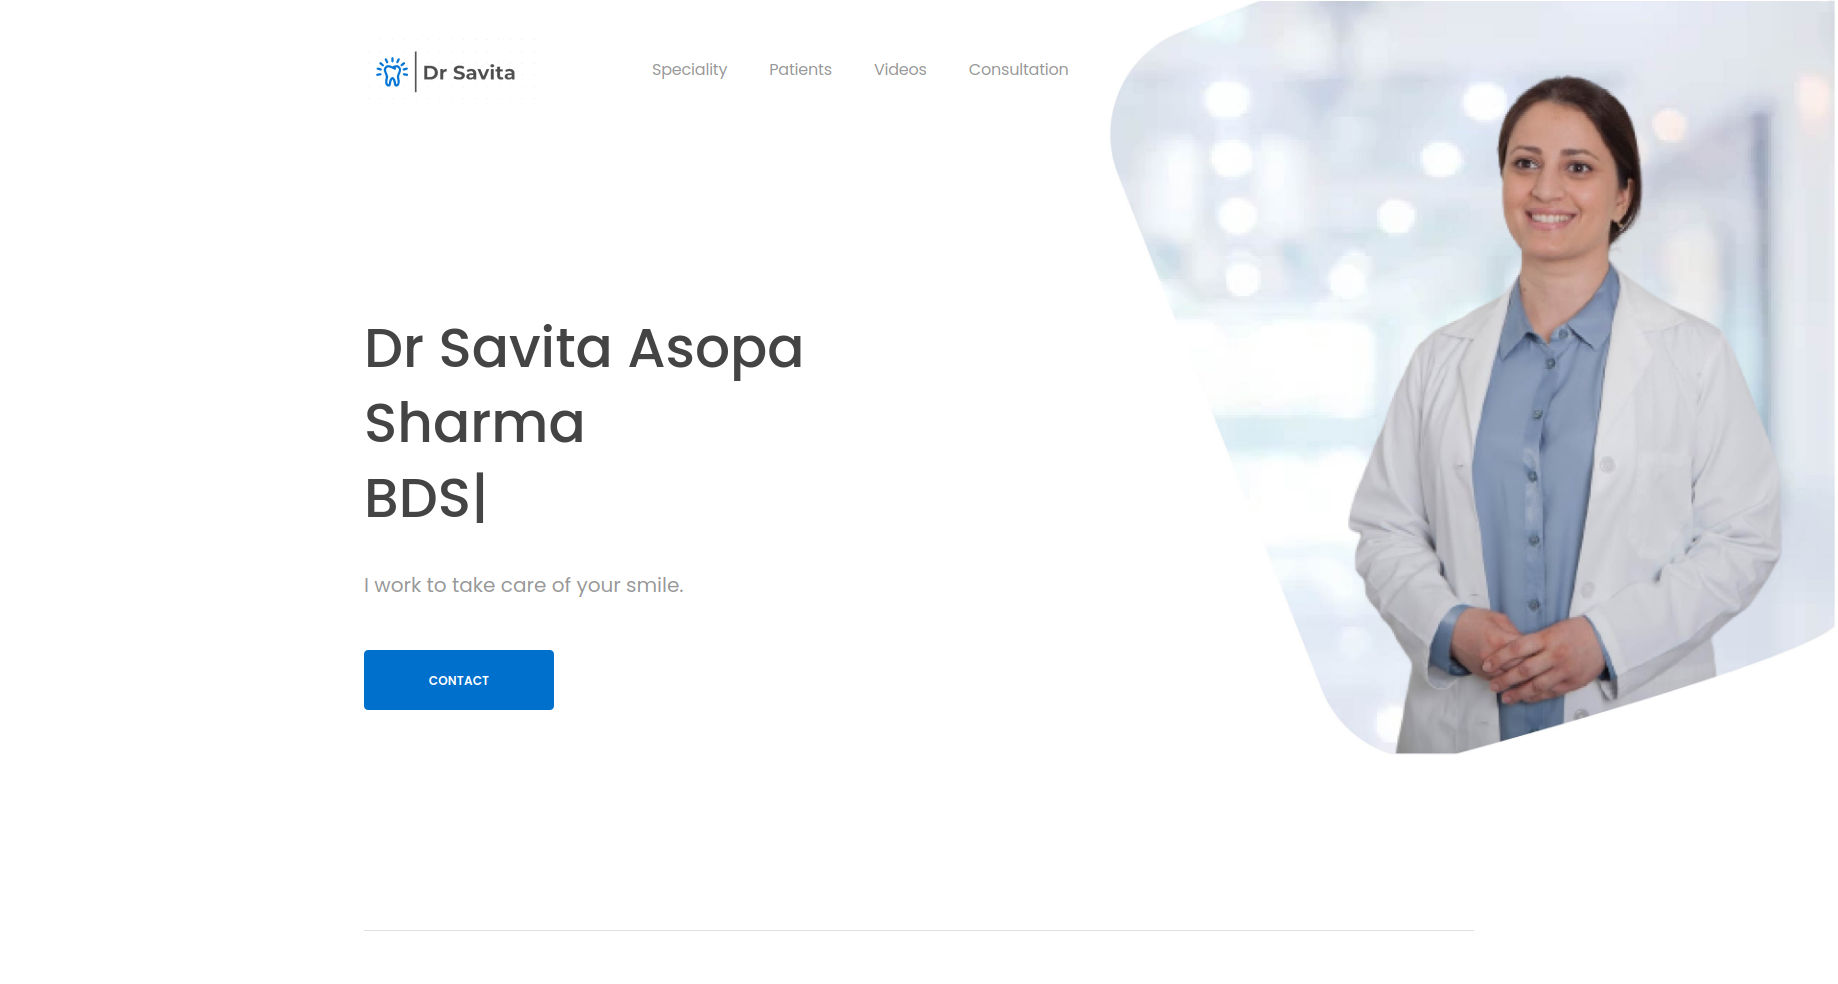 Dr Savita
Speciality Patients Videos Consultation
Dr Savita Asopa
Sharma
BDS|
I work to take care of your smile.
CONTACT